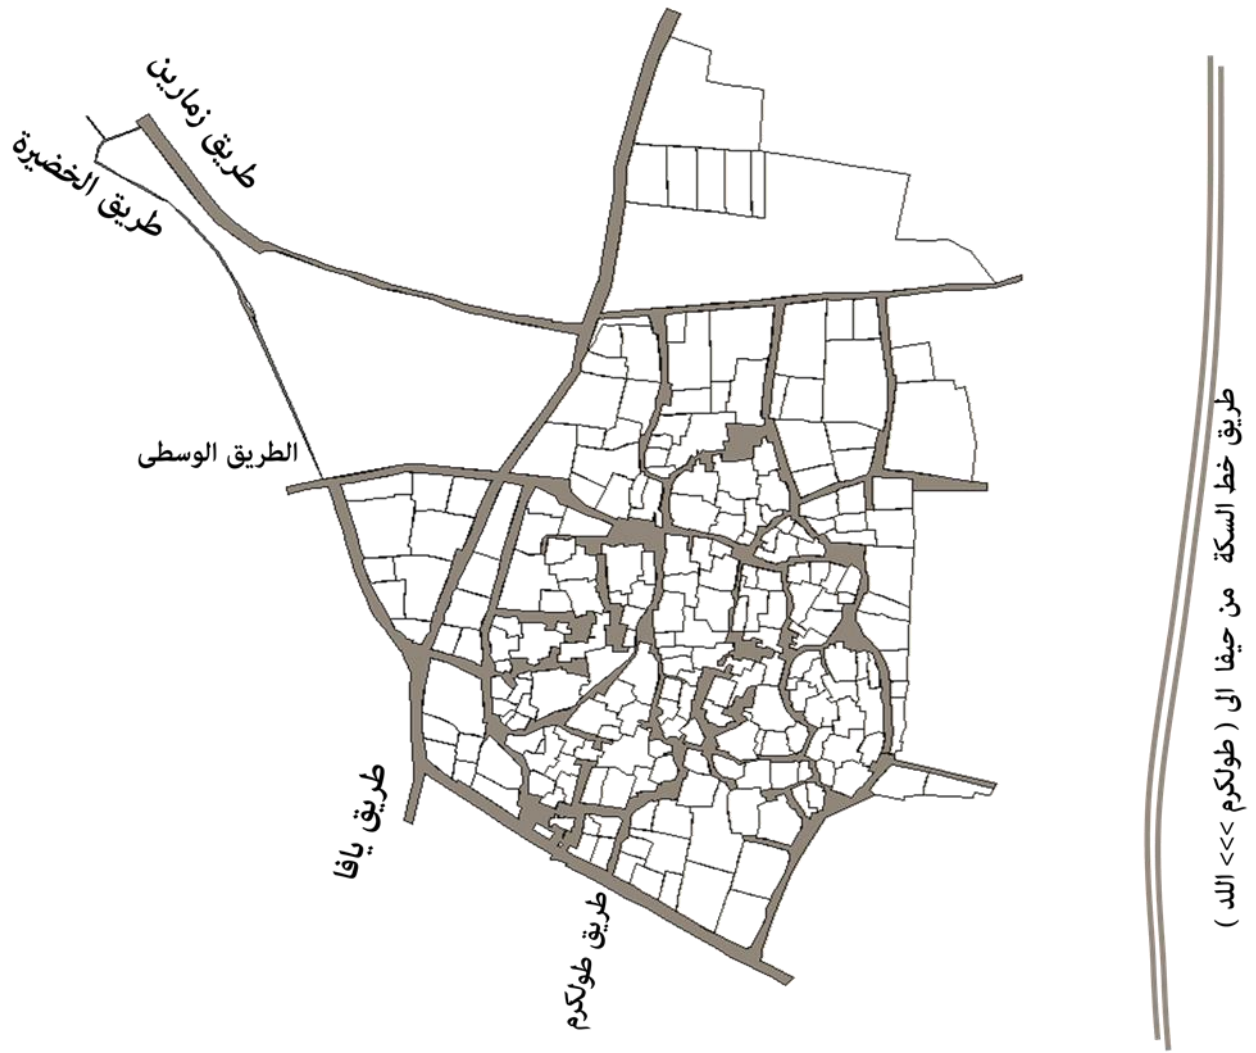 طريق زمارين
طريق الخضيرة
الطريق الوسطى
طريق يافا
طريق طولكرم
طريق خط السكة من حيفا الى ( طولكرم >>> اللد )